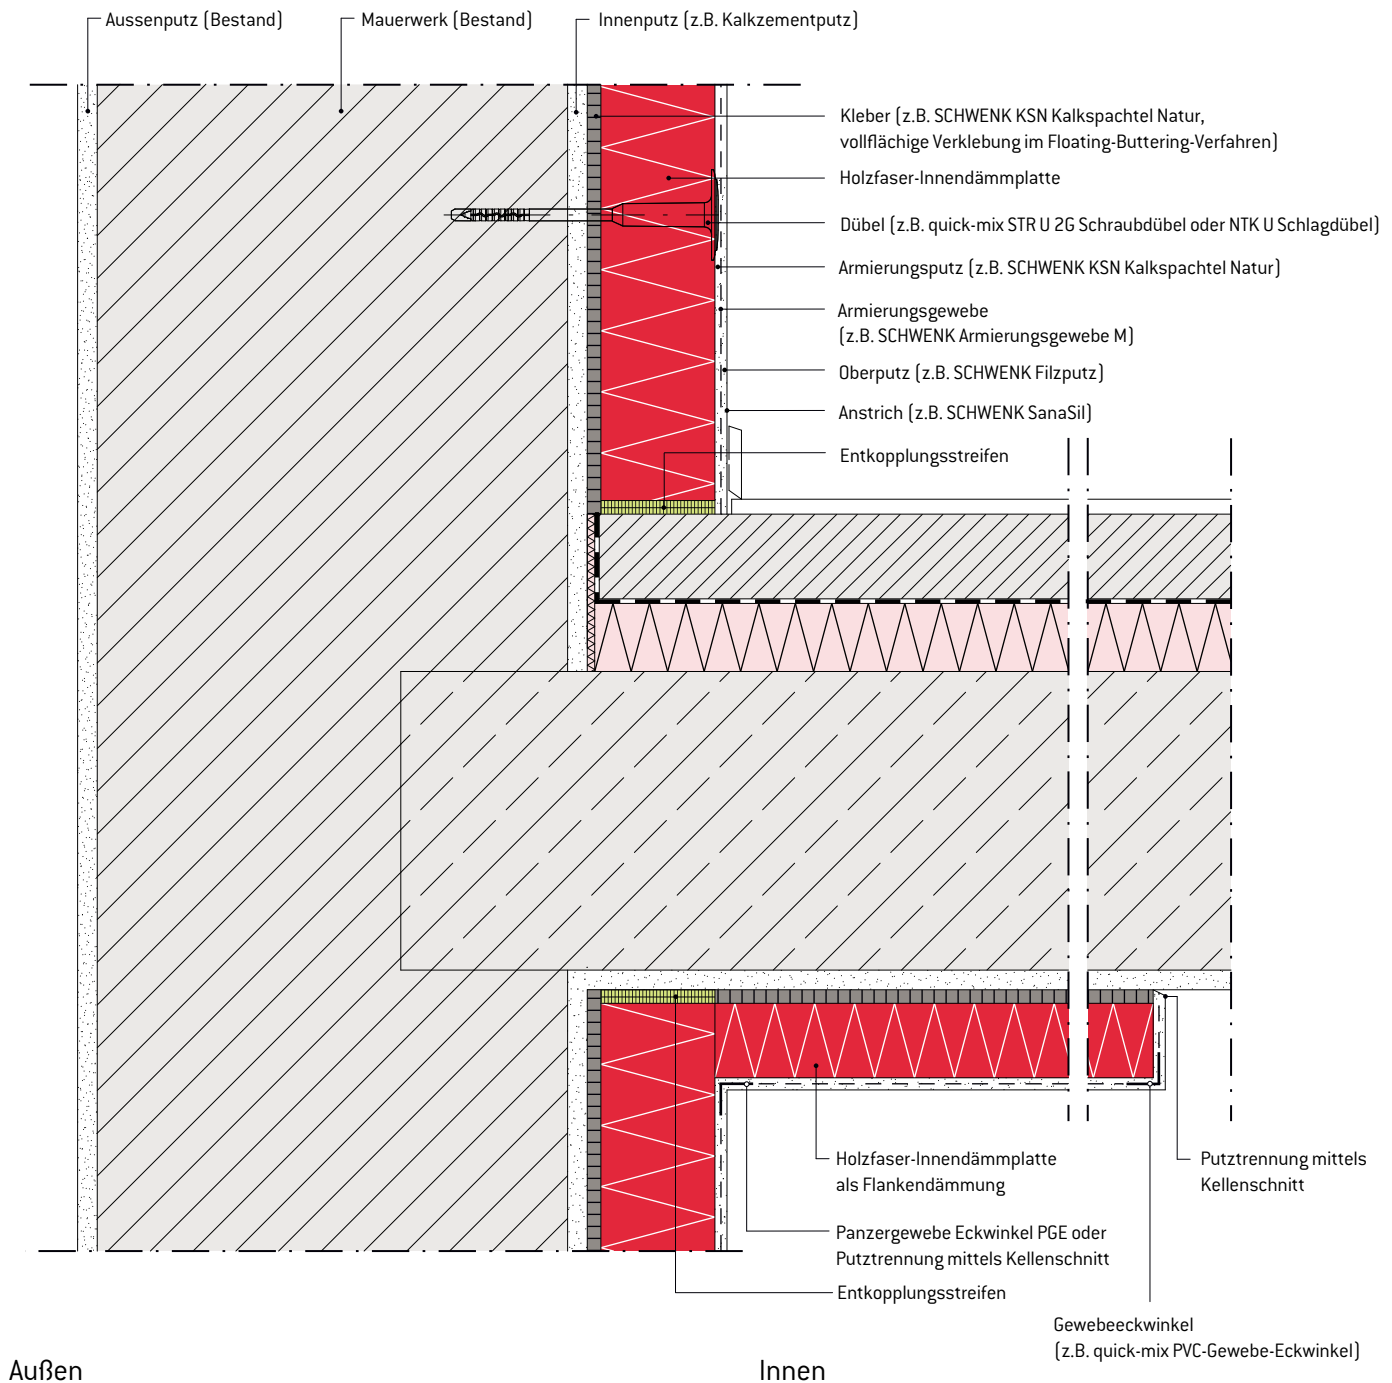 Aussenputz (Bestand)
Mauerwerk (Bestand)
Innenputz (z.B. Kalkzementputz)
Kleber (z.B. SCHWENK KSN Kalkspachtel Natur,
vollflächige Verklebung im Floating-Buttering-Verfahren)
Holzfaser-Innendämmplatte
Dübel (z.B. quick-mix STR U 2G Schraubdübel oder NTK U Schlagdübel)
Armierungsputz (z.B. SCHWENK KSN Kalkspachtel Natur)
Armierungsgewebe
(z.B. SCHWENK Armierungsgewebe M)
Oberputz (z.B. SCHWENK Filzputz)
Anstrich (z.B. SCHWENK SanaSil)
Entkopplungsstreifen
Holzfaser-Innendämmplatte
als Flankendämmung
Putztrennung mittels
Kellenschnitt
Panzergewebe Eckwinkel PGE oder
Putztrennung mittels Kellenschnitt
Entkopplungsstreifen
Gewebeeckwinkel
(z.B. quick-mix PVC-Gewebe-Eckwinkel)
Außen
Innen